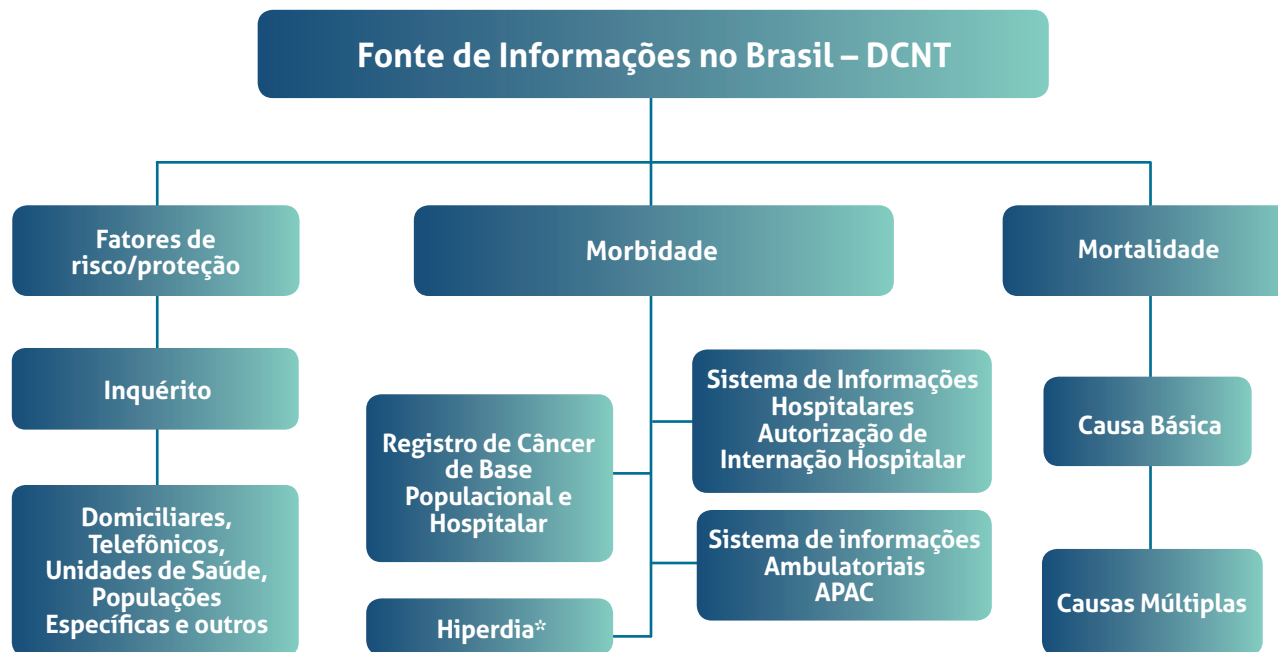 Fonte de Informações no Brasil – DCNT
Fatores de
risco/proteção
Inquérito
Domiciliares,
Telefônicos,
Unidades de Saúde,
Populações
Específicas e outros
Morbidade
Registro de Câncer
de Base
Populacional e
Hospitalar
Hiperdia*
Sistema de Informações
Hospitalares
Autorização de
Internação Hospitalar
Sistema de informações
Ambulatoriais
APAC
Mortalidade
Causa Básica
Causas Múltiplas